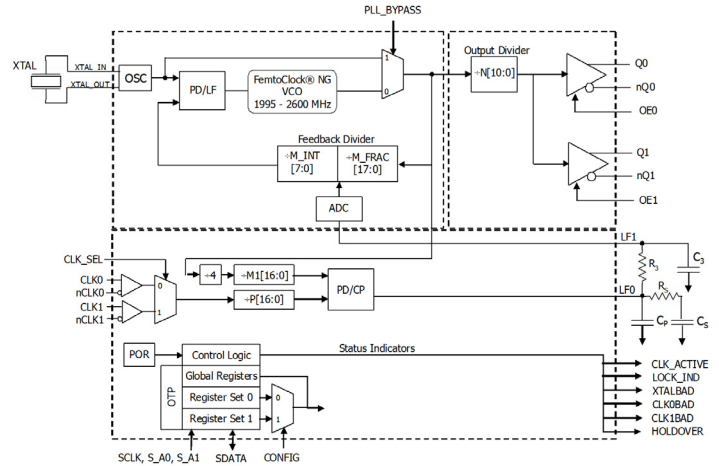 PLL_BYPASS
XTAL
XTAL_IN
XTAL_OUT
OSC
PD/LF
FemtoClock® NG
VCO
1995 - 2600 MHz
1
0
Output Divider
÷N[10:0]
Q0
nQ0
OE0
Q1
nQ1
OE1
Feedback Divider
÷M_INT
[7:0]
÷M_FRAC
[17:0]
ADC
LF1
R3
C3
LF0
RS
CP
CS
CLK_SEL
CLK0
nCLK0
CLK1
nCLK1
0
1
÷4
÷M1[16:0]
÷P[16:0]
PD/CP
POR
Control Logic
Status Indicators
Global Registers
OTP
Register Set 0
Register Set 1
0
1
CLK_ACTIVE
LOCK_IND
XTALBAD
CLK0BAD
CLK1BAD
HOLDOVER
SCLK, S_A0, S_A1
SDATA
CONFIG